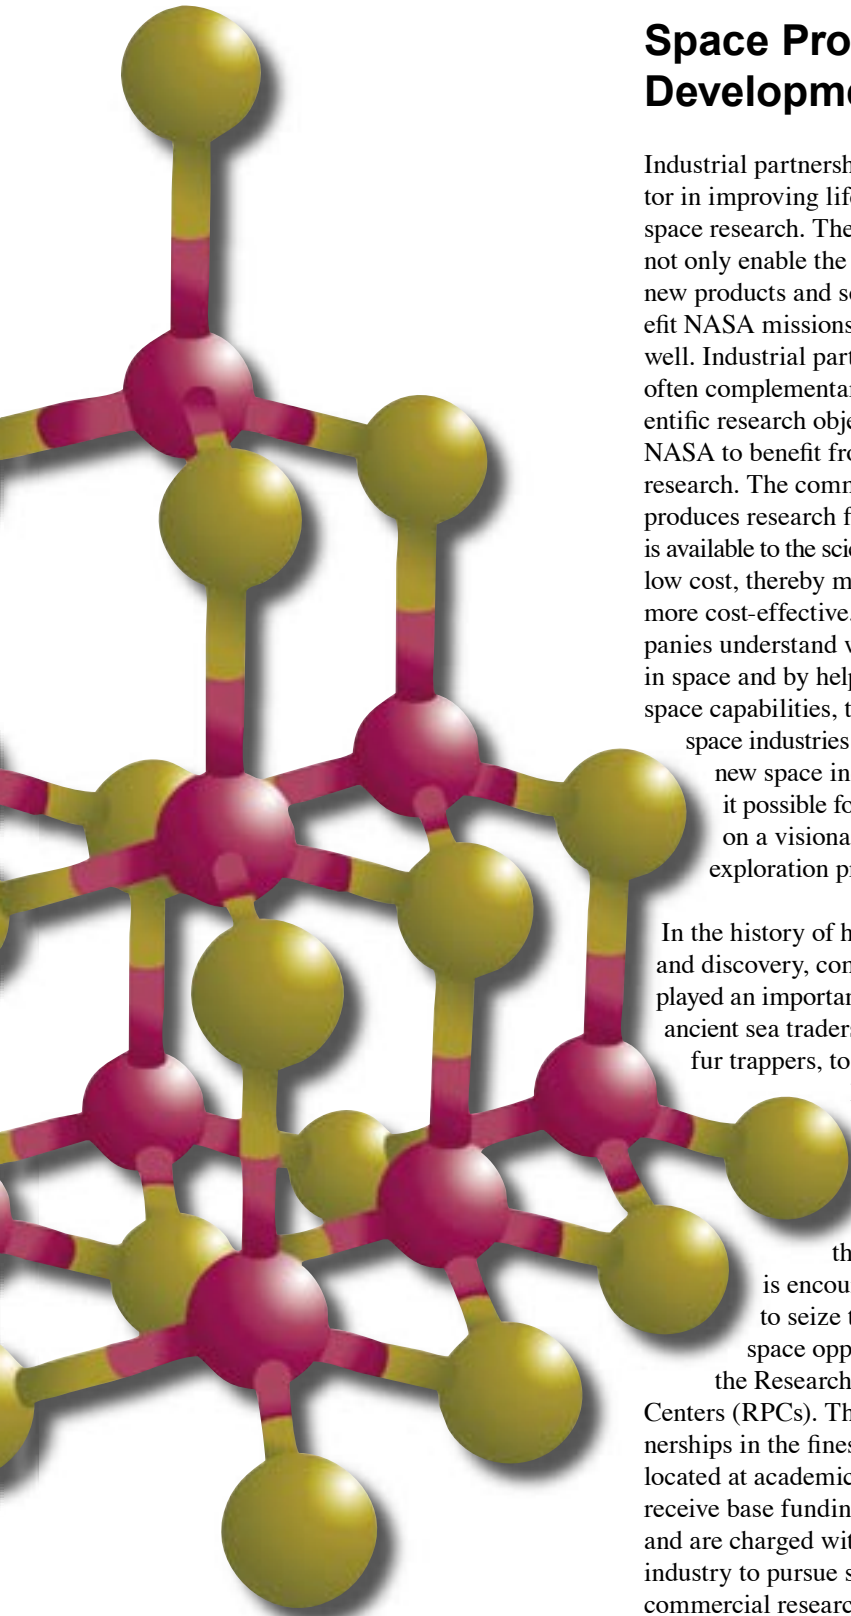 Space Pro
Developme
Industrial partnersh
tor in improving life
space research. The
not only enable the
new products and se
efit NASA missions
well. Industrial part
often complementar
entific research obje
NASA to benefit fro
research. The comm
produces research f
is available to the scie
low cost, thereby m
more cost-effective.
panies understand v
in space and by help
space capabilities, t
space industries
new space in
it possible fo
on a visiona
exploration pr
In the history of h
and discovery, con
played an importan
ancient sea traders
fur trappers, to
th
is encou
to seize t
space opp
the Research
Centers (RPCs). Th
nerships in the fines
located at academic
receive base fundin
and are charged wit
industry to pursue s
commercial researc